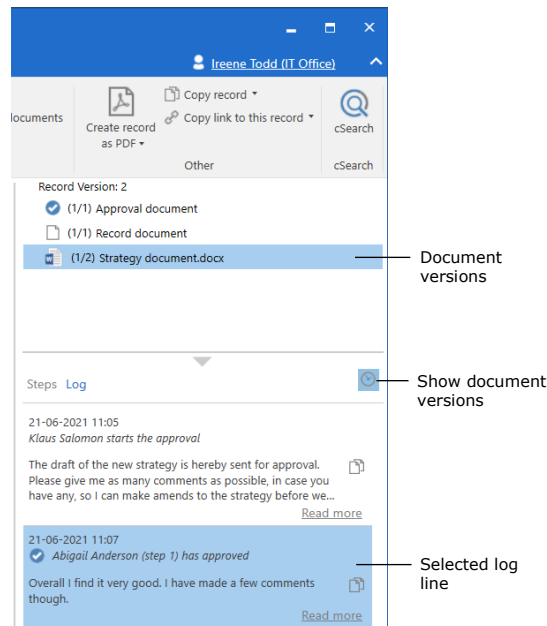 Ireene Todd (IT Office)
Copy record
Copy link to this record
Create record
as PDF
cSearch
Other
cSearch
Record Version: 2
(1/1) Approval document
(1/1) Record document
(1/2) Strategy document.docx
Document
versions
Steps Log
Show document
versions
21-06-2021 11:05
Klaus Salomon starts the approval
The draft of the new strategy is hereby sent for approval.
Please give me as many comments as possible, in case you
have any, so I can make amends to the strategy before we...
Read more
21-06-2021 11:07
Abigail Anderson (step 1) has approved
Overall I find it very good. I have made a few comments
though.
Read more
Selected log
line